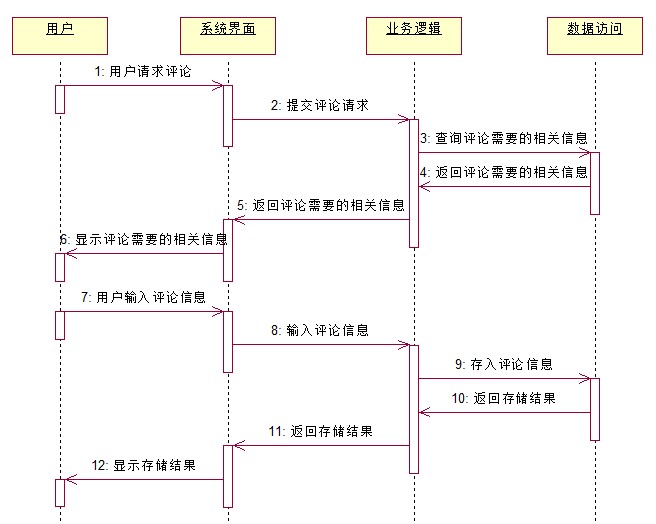 用户
系统界面
业务逻辑
数据访问
1: 用户请求评论
2: 提交评论请求
3: 查询评论需要的相关信息
4: 返回评论需要的相关信息
5: 返回评论需要的相关信息
6: 显示评论需要的相关信息
7: 用户输入评论信息
8: 输入评论信息
9: 存入评论信息
10: 返回存储结果
11: 返回存储结果
12: 显示存储结果